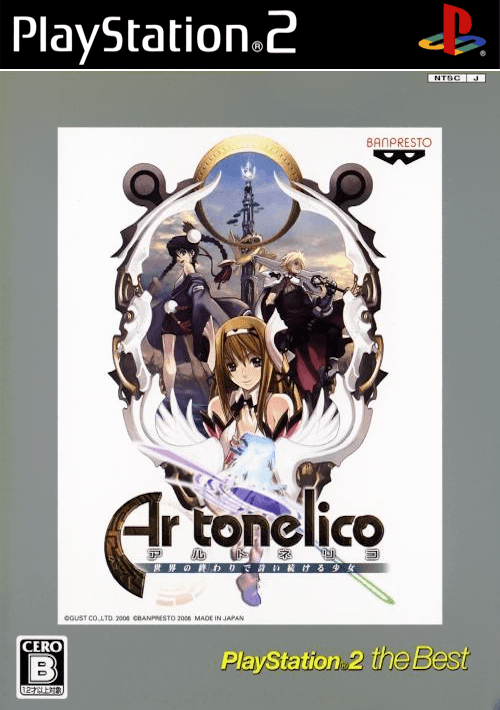 PlayStation®2
P
NTSC J
BANPRESTO
Ar tonelico
アルトネリコ
世界の終わりで詩い続ける少女
©GUST CO.,LTD. 2006 ©BANPRESTO 2006 MADE IN JAPAN
CERO
B
12才以上対象
PlayStation®2 the Best